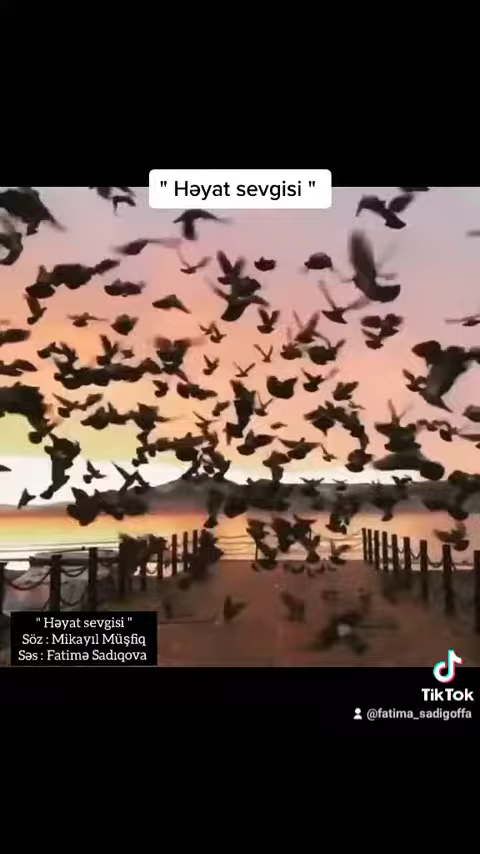 " Həyat sevgisi "
" Həyat sevgisi "
Söz : Mikayıl Müşfiq
Səs : Fatimə Sadıqova
TikTok
@fatima_sadigoffa